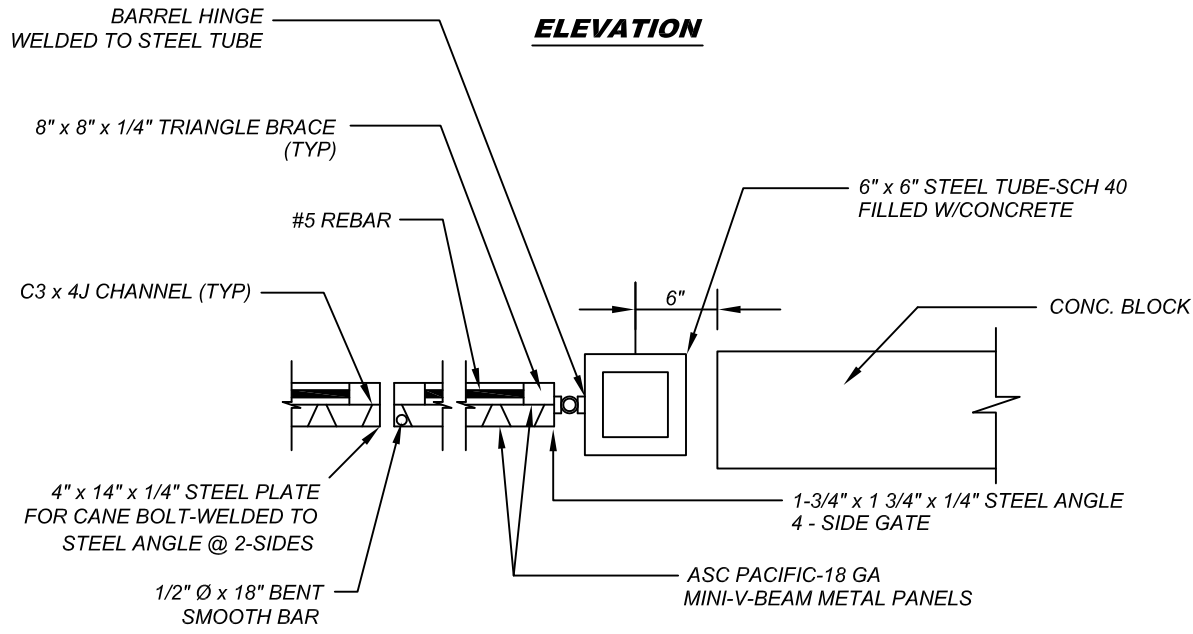 BARREL HINGE
WELDED TO STEEL TUBE
ELEVATION
8" x 8" x 1/4" TRIANGLE BRACE
(TYP)
6" x 6" STEEL TUBE-SCH 40
FILLED W/CONCRETE
#5 REBAR
C3 x 4J CHANNEL (TYP)
6"
CONC. BLOCK
4" x 14" x 1/4" STEEL PLATE
FOR CANE BOLT-WELDED TO
STEEL ANGLE @ 2-SIDES
1-3/4" x 1 3/4" x 1/4" STEEL ANGLE
4 - SIDE GATE
1/2" Ø x 18" BENT
SMOOTH BAR
ASC PACIFIC-18 GA
MINI-V-BEAM METAL PANELS